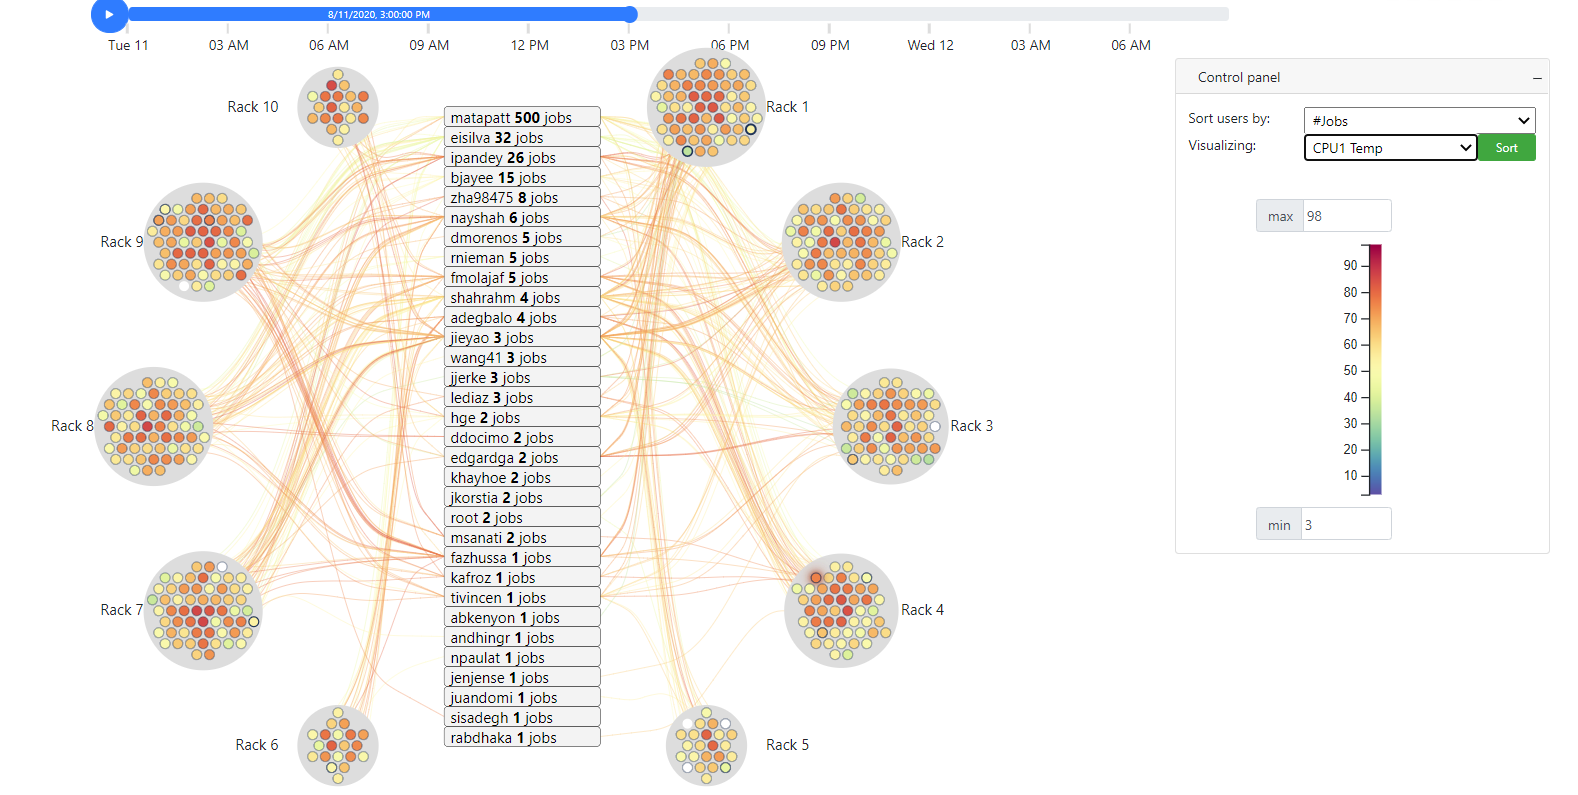 8/11/2020, 3:00:00 PM
Tue 11 03 AM 06 AM 09 AM 12 PM 03 PM 06 PM 09 PM Wed 12 03 AM 06 AM
Control panel
Sort users by: #Jobs
Visualizing: CPU1 Temp Sort
max 98
90
80
70
60
50
40
30
20
10
min 3
Rack 10
Rack 1
Rack 9
Rack 2
Rack 8
Rack 3
Rack 7
Rack 4
Rack 6
Rack 5
matapatt 500 jobs
eisilva 32 jobs
ipandey 26 jobs
bjayee 15 jobs
zha98475 8 jobs
nayshah 6 jobs
dmorenos 5 jobs
rnieman 5 jobs
fmolajaf 5 jobs
shahrahm 4 jobs
adegbalo 4 jobs
jieyao 3 jobs
wang41 3 jobs
jjerke 3 jobs
lediaz 3 jobs
hge 2 jobs
ddocimo 2 jobs
edgardga 2 jobs
khayhoe 2 jobs
jkorstia 2 jobs
root 2 jobs
msanati 2 jobs
fazhussa 1 jobs
kafroz 1 jobs
tivincen 1 jobs
abkenyon 1 jobs
andhingr 1 jobs
npaulat 1 jobs
jenjense 1 jobs
juandomi 1 jobs
sisadegh 1 jobs
rabdhaka 1 jobs